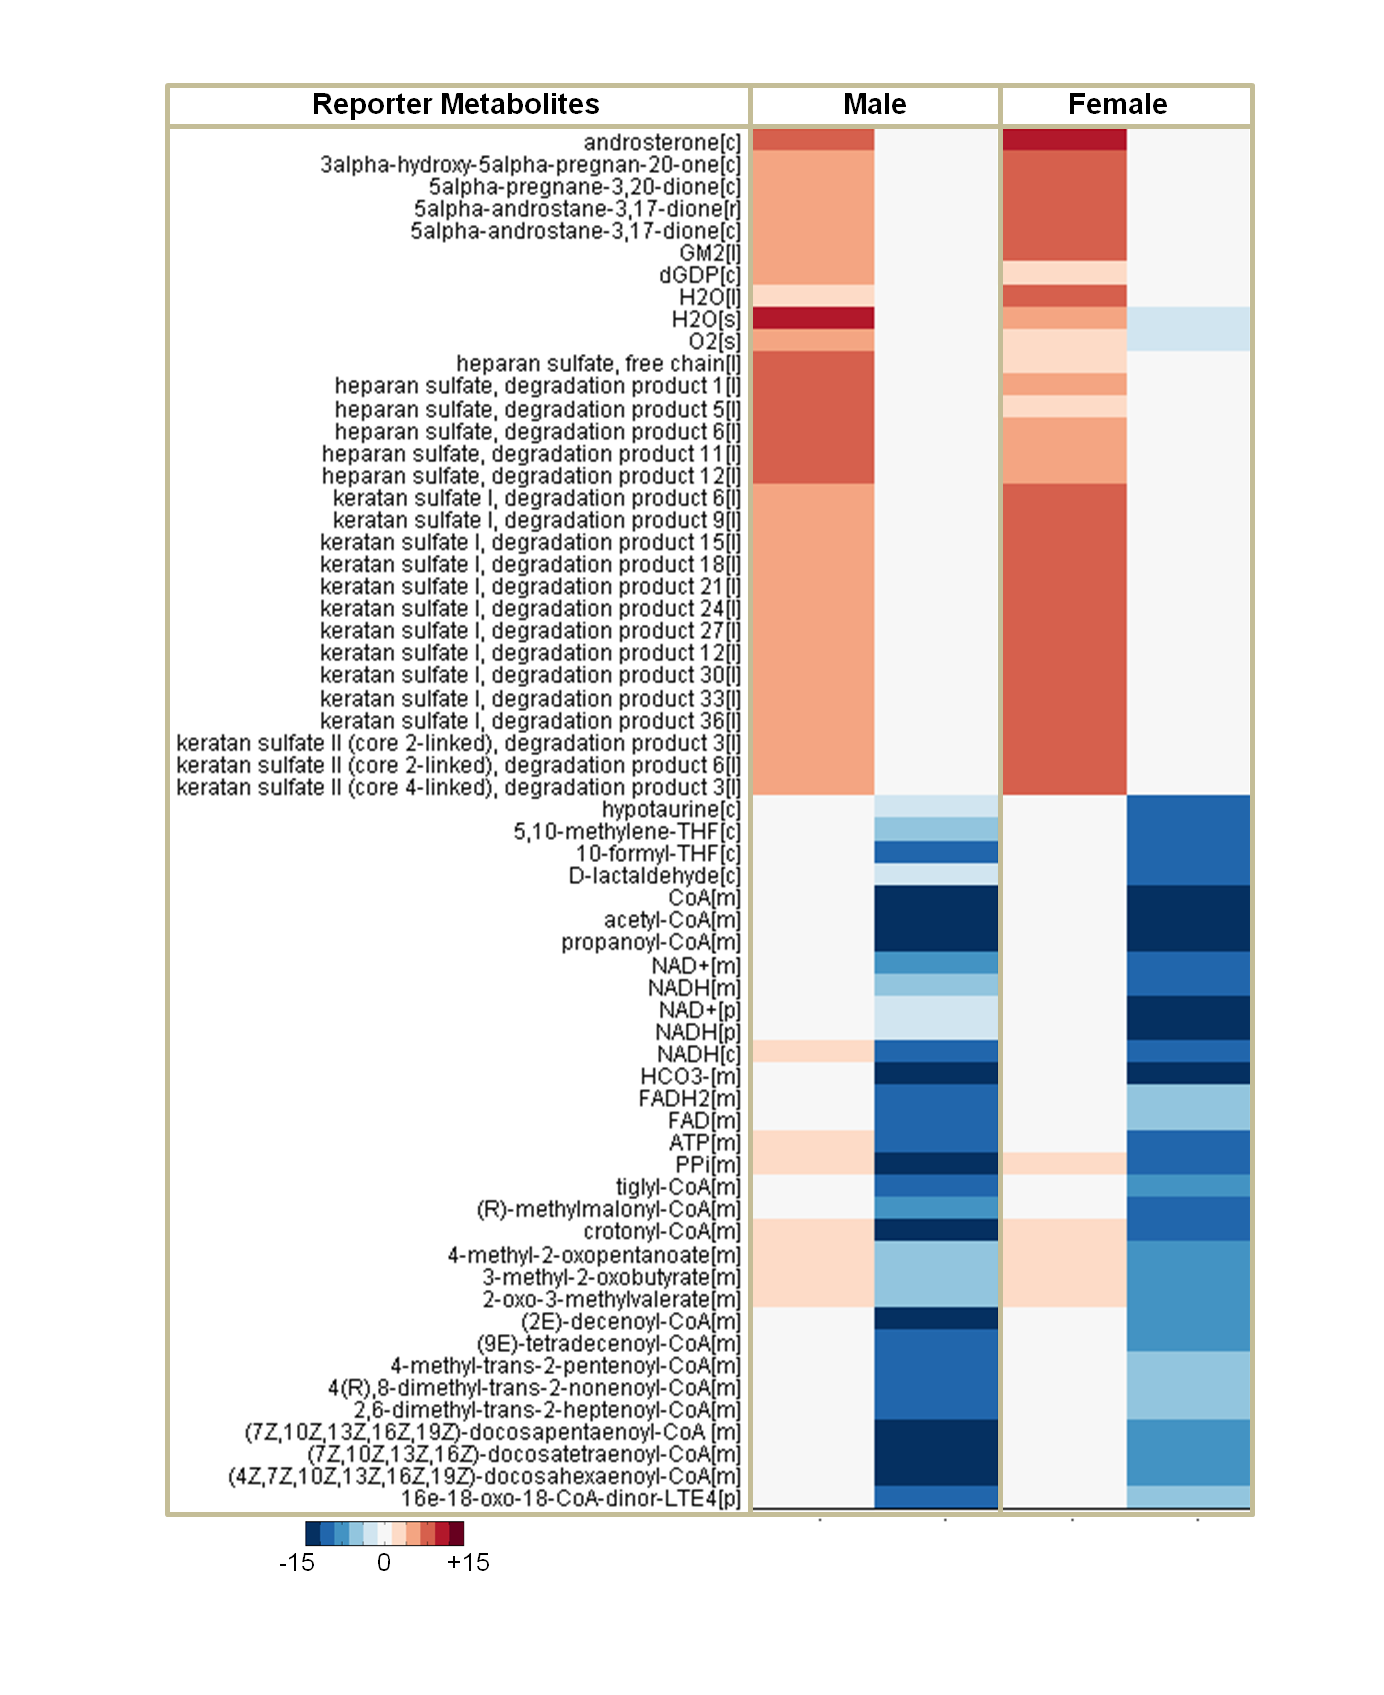 Reporter Metabolites Male Female
androsterone[c]
3alpha-hydroxy-5alpha-pregnan-20-one[c]
5alpha-pregnane-3,20-dione[c]
5alpha-androstane-3,17-dione[r]
5alpha-androstane-3,17-dione[c]
GM2[l]
dGDP[c]
H2O[l]
H2O[s]
O2[s]
heparan sulfate, free chain[l]
heparan sulfate, degradation product 1[l]
heparan sulfate, degradation product 5[l]
heparan sulfate, degradation product 6[l]
heparan sulfate, degradation product 11[l]
heparan sulfate, degradation product 12[l]
keratan sulfate I, degradation product 6[l]
keratan sulfate I, degradation product 9[l]
keratan sulfate I, degradation product 15[l]
keratan sulfate I, degradation product 18[l]
keratan sulfate I, degradation product 21[l]
keratan sulfate I, degradation product 24[l]
keratan sulfate I, degradation product 27[l]
keratan sulfate I, degradation product 12[l]
keratan sulfate I, degradation product 30[l]
keratan sulfate I, degradation product 33[l]
keratan sulfate I, degradation product 36[l]
keratan sulfate II (core 2-linked), degradation product 3[l]
keratan sulfate II (core 2-linked), degradation product 6[l]
keratan sulfate II (core 4-linked), degradation product 3[l]
hypotaurine[c]
5,10-methylene-THF[c]
10-formyl-THF[c]
D-lactaldehyde[c]
CoA[m]
acetyl-CoA[m]
propanoyl-CoA[m]
NAD+[m]
NADH[m]
NAD+[p]
NADH[p]
NADH[c]
HCO3-[m]
FADH2[m]
FAD[m]
ATP[m]
PPi[m]
tiglyl-CoA[m]
(R)-methylmalonyl-CoA[m]
crotonyl-CoA[m]
4-methyl-2-oxopentanoate[m]
3-methyl-2-oxobutyrate[m]
2-oxo-3-methylvalerate[m]
(2E)-decenoyl-CoA[m]
(9E)-tetradecenoyl-CoA[m]
4-methyl-trans-2-pentenoyl-CoA[m]
4(R),8-dimethyl-trans-2-nonenoyl-CoA[m]
2,6-dimethyl-trans-2-heptenoyl-CoA[m]
(7Z,10Z,13Z,16Z,19Z)-docosapentaenoyl-CoA [m]
(7Z,10Z,13Z,16Z)-docosatetraenoyl-CoA[m]
(4Z,7Z,10Z,13Z,16Z,19Z)-docosahexaenoyl-CoA[m]
16e-18-oxo-18-CoA-dinor-LTE4[p]
-15 0 +15